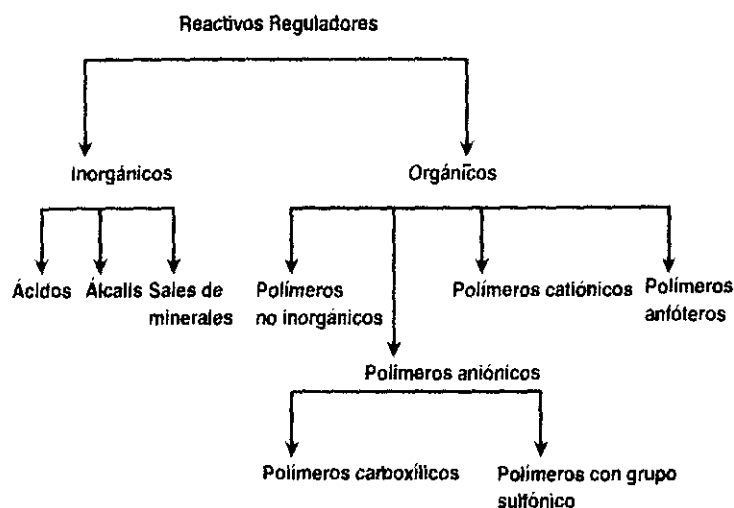 Reactivos Reguladores
Inorgánicos
Orgánicos
Ácidos
Álcalis
Sales de
minerales
Polímeros
no inorgánicos
Polímeros catiónicos
Polímeros
anfóteros
Polímeros aniónicos
Polímeros carboxílicos
Polímeros con grupo
sulfónico